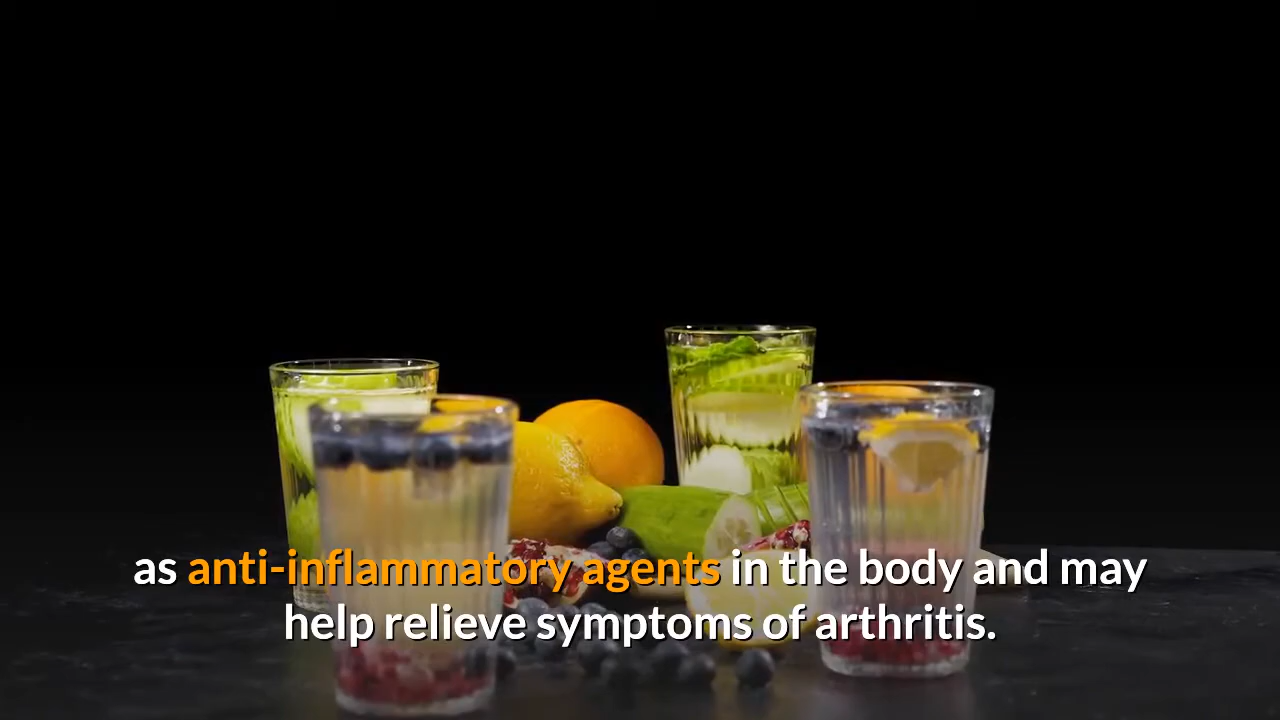 as anti-inflammatory agents in the body and may
help relieve symptoms of arthritis.